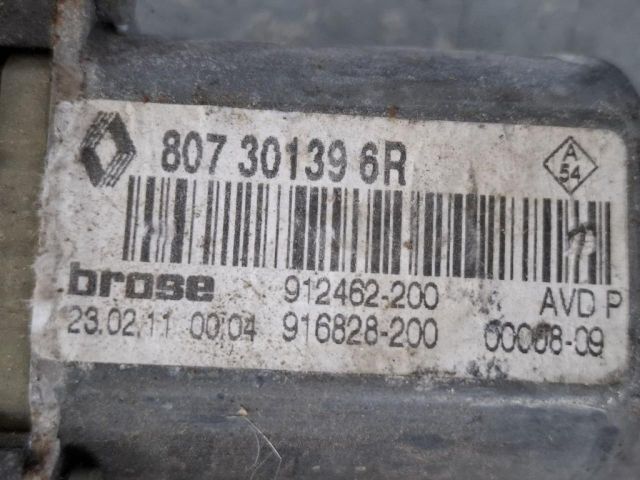 807 30139 6R
A
54
brose 912462-200 AVD P
23.02.11 00:04 916828-200 00008-09